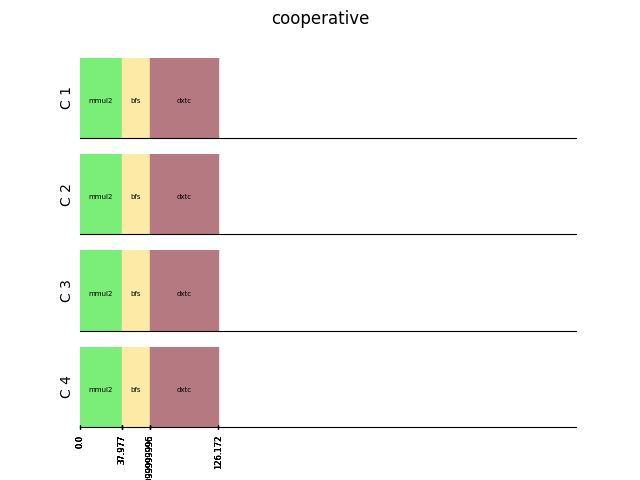 cooperative
C 1
mmul2 bfs dxtc
C 2
mmul2 bfs dxtc
C 3
mmul2 bfs dxtc
C 4
mmul2 bfs dxtc
0.0 37.977 126.172